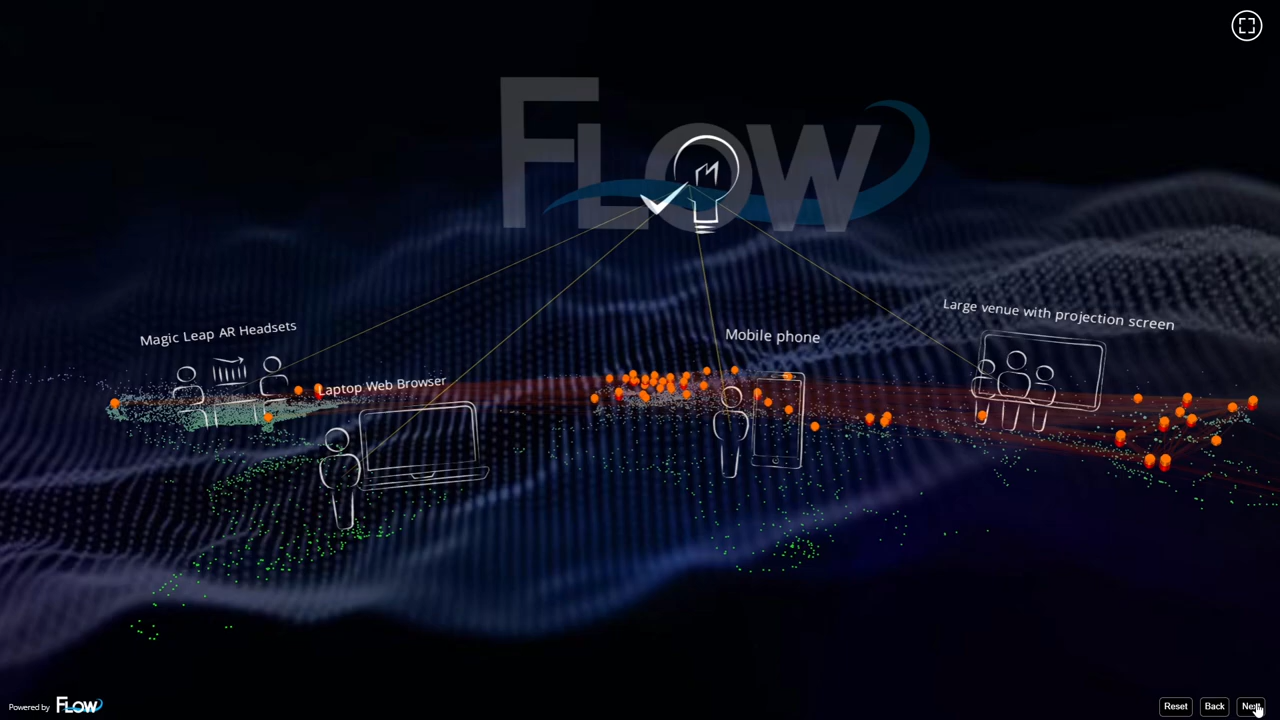 FLOW
Large venue with projection screen
Magic Leap AR Headsets
Mobile phone
Laptop Web Browser
Powered by FLOW
Reset
Back
Next